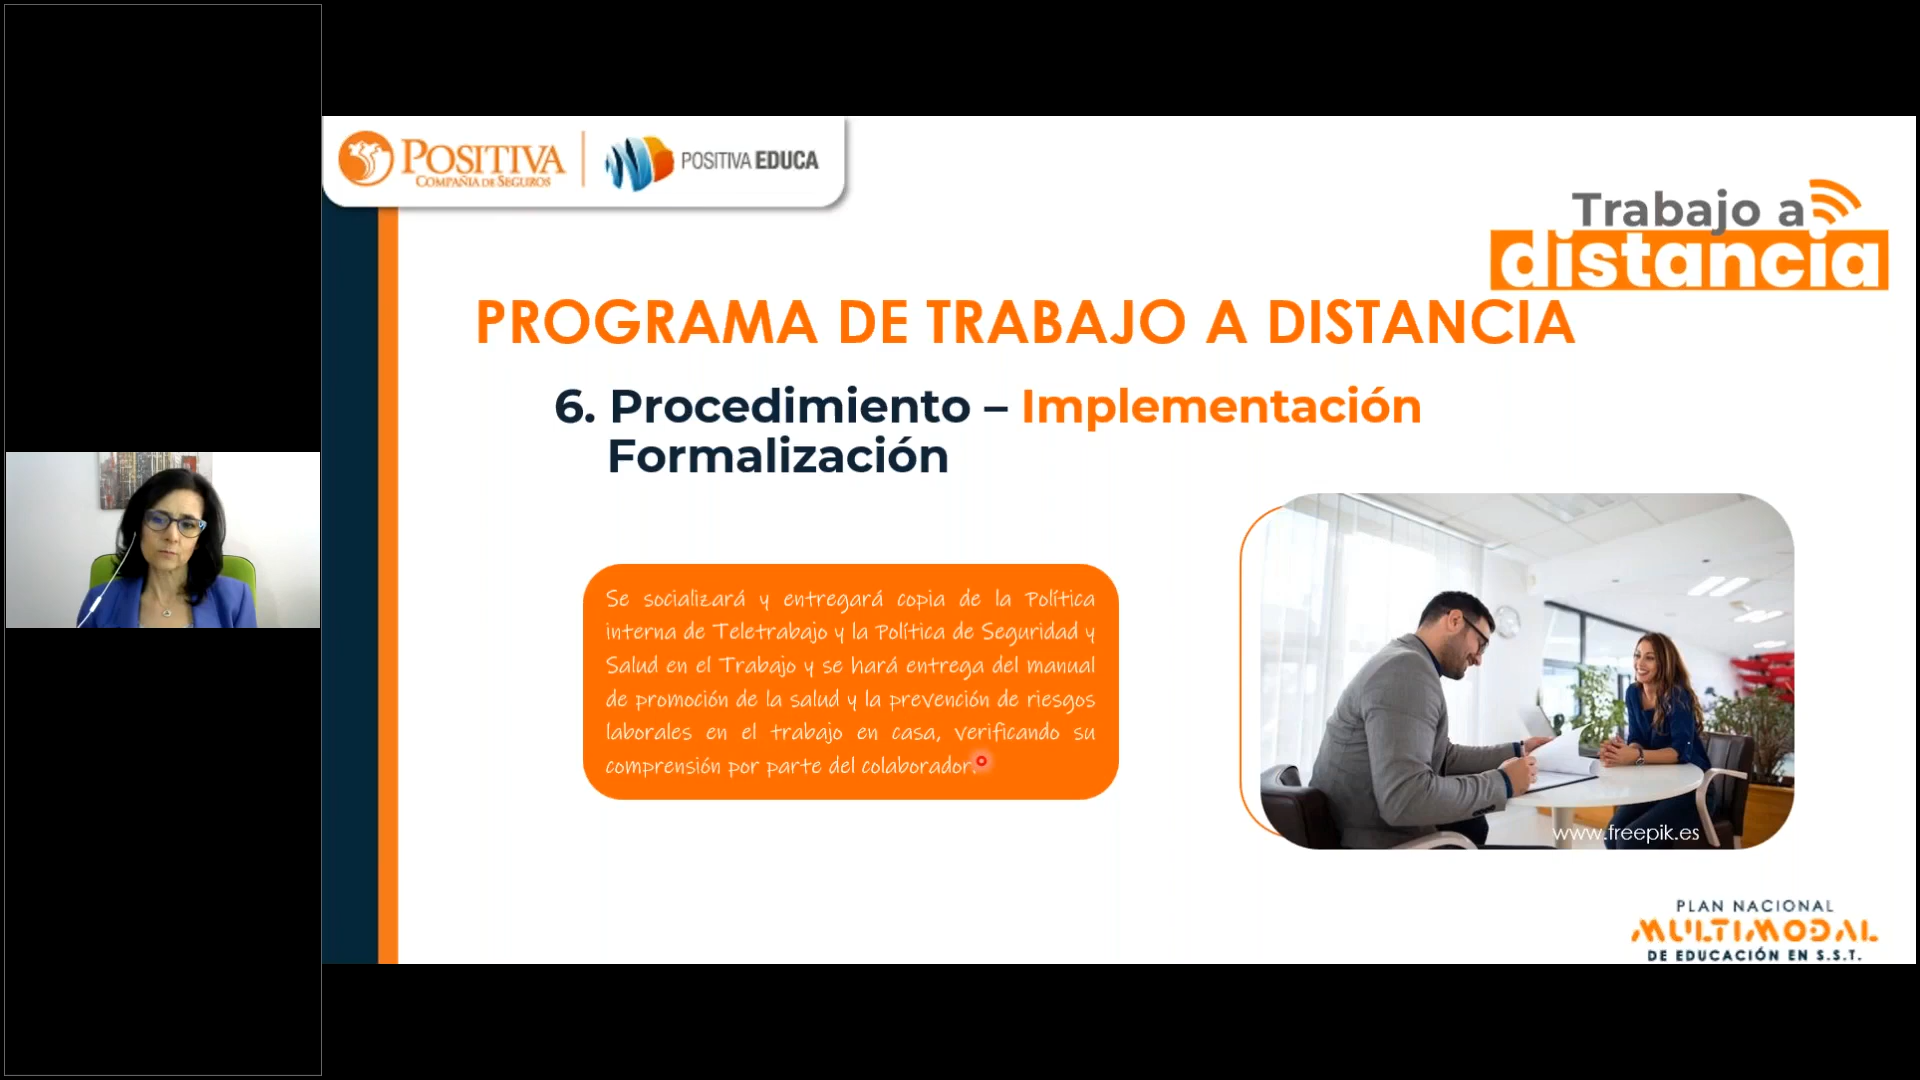 POSITIVA
COMPAÑÍA DE SEGUROS
POSITIVA EDUCA
Trabajo a
distancia
PROGRAMA DE TRABAJO A DISTANCIA
6. Procedimiento – Implementación
Formalización
Se socializará y entregará copia de la Política
interna de Teletrabajo y la Política de Seguridad y
Salud en el Trabajo y se hará entrega del manual
de promoción de la salud y la prevención de riesgos
laborales en el trabajo en casa, verificando su
comprensión por parte del colaborador.
www.freepik.es
PLAN NACIONAL
MULTIMODAL
DE EDUCACIÓN EN S.S.T.